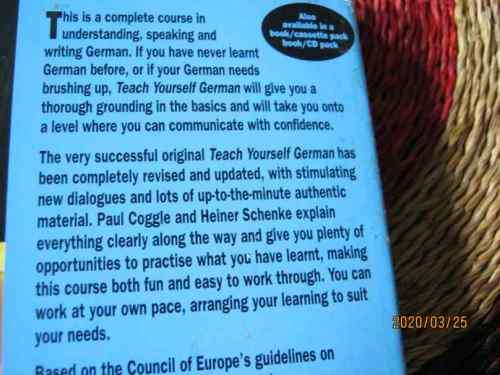 This is a complete course in
understanding, speaking and
writing German. If you have never learnt
German before, or if your German needs
brushing up, Teach Yourself German will give you a
thorough grounding in the basics and will take you onto
a level where you can communicate with confidence.
Also
available in a
book/cassette pack
book/CD pack
The very successful original Teach Yourself German has
been completely revised and updated, with stimulating
new dialogues and lots of up-to-the-minute authentic
material. Paul Coggle and Heiner Schenke explain
everything clearly along the way and give you plenty of
opportunities to practise what you have learnt, making
this course both fun and easy to work through. You can
work at your own pace, arranging your learning to suit
your needs.
Based on the Council of Europe's guidelines on
2020/03/25